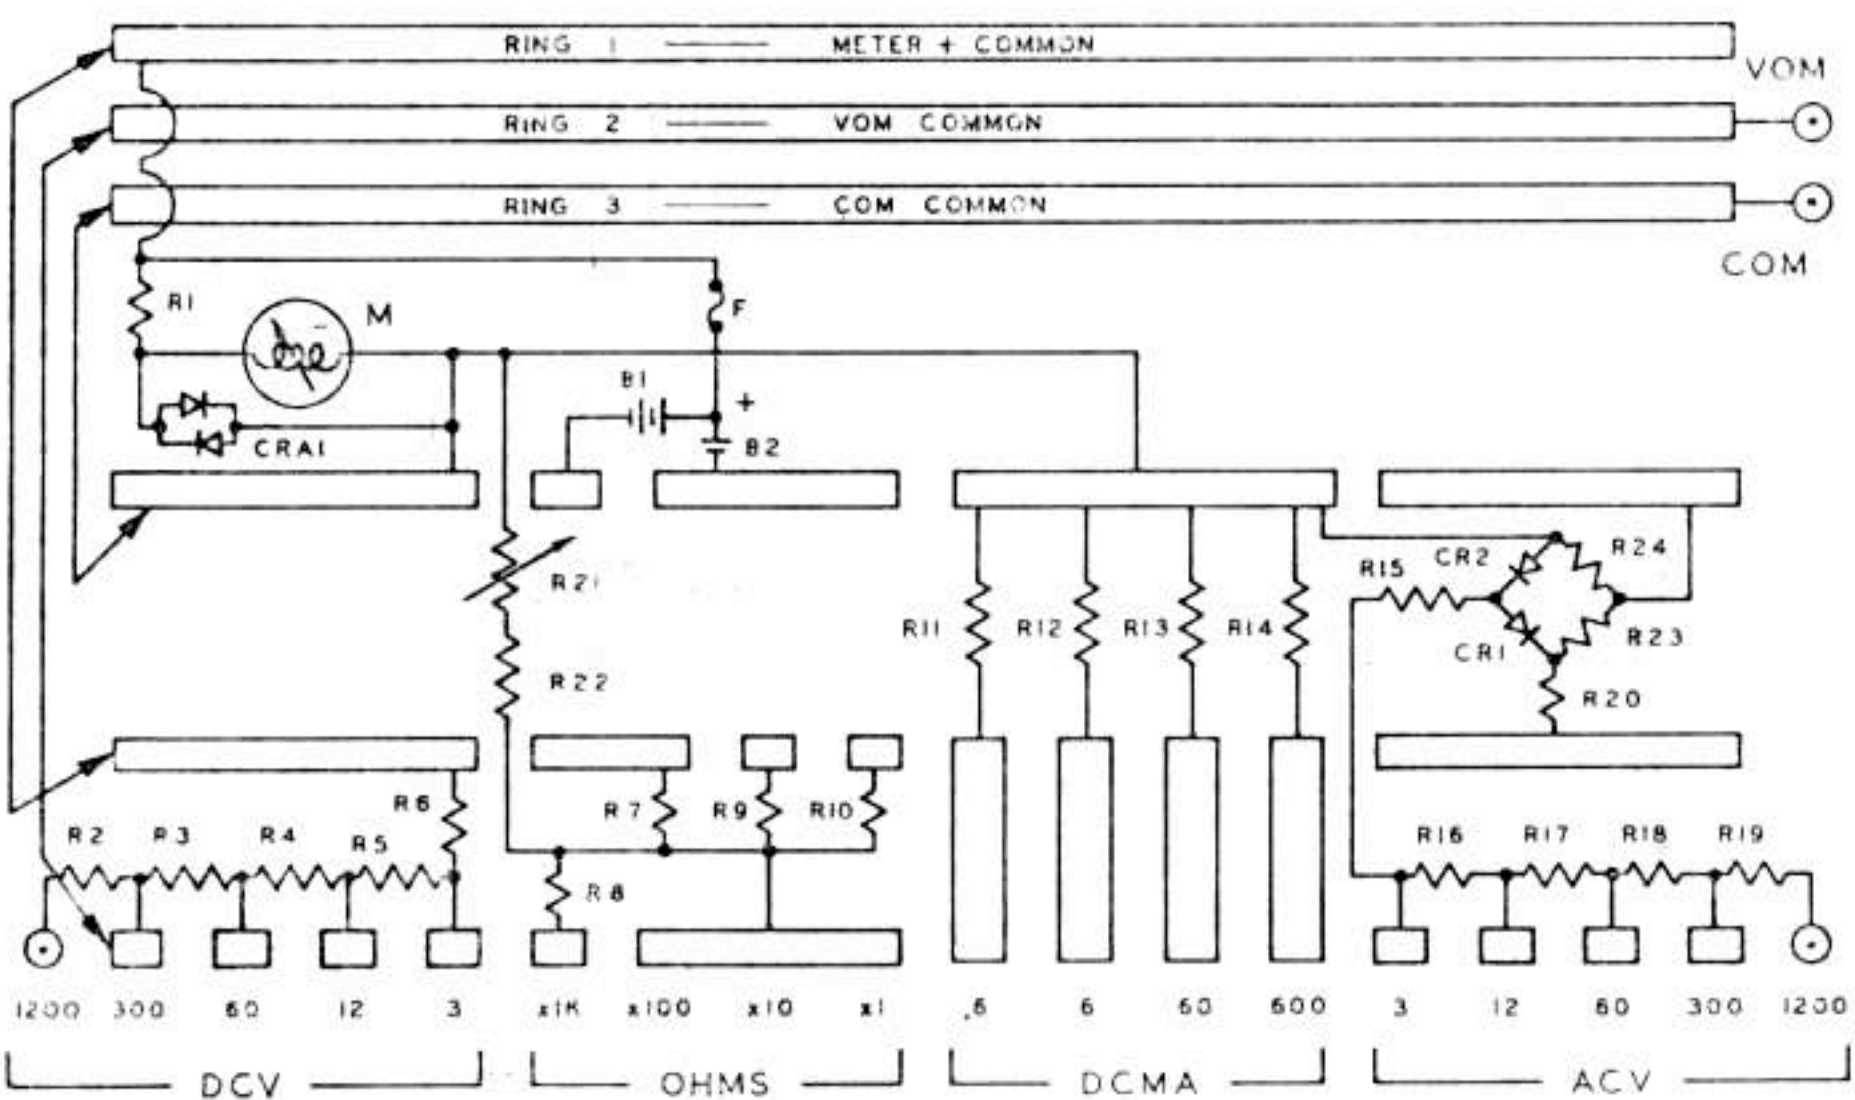 RING 1 METER + COMMON
VOM
RING 2 VOM COMMON
RING 3 COM COMMON
COM
R1
M
F
B1
+
B2
CRA1
R21
R22
R11
R12
R13
R14
R15
CR2
R24
CR1
R23
R20
R2
R3
R4
R5
R6
R7
R9
R10
R8
R16
R17
R18
R19
1200 300 60 12 3
x1K x100 x10 x1
.6 6 60 600
3 12 60 300 1200
DCV
OHMS
DCMA
ACV